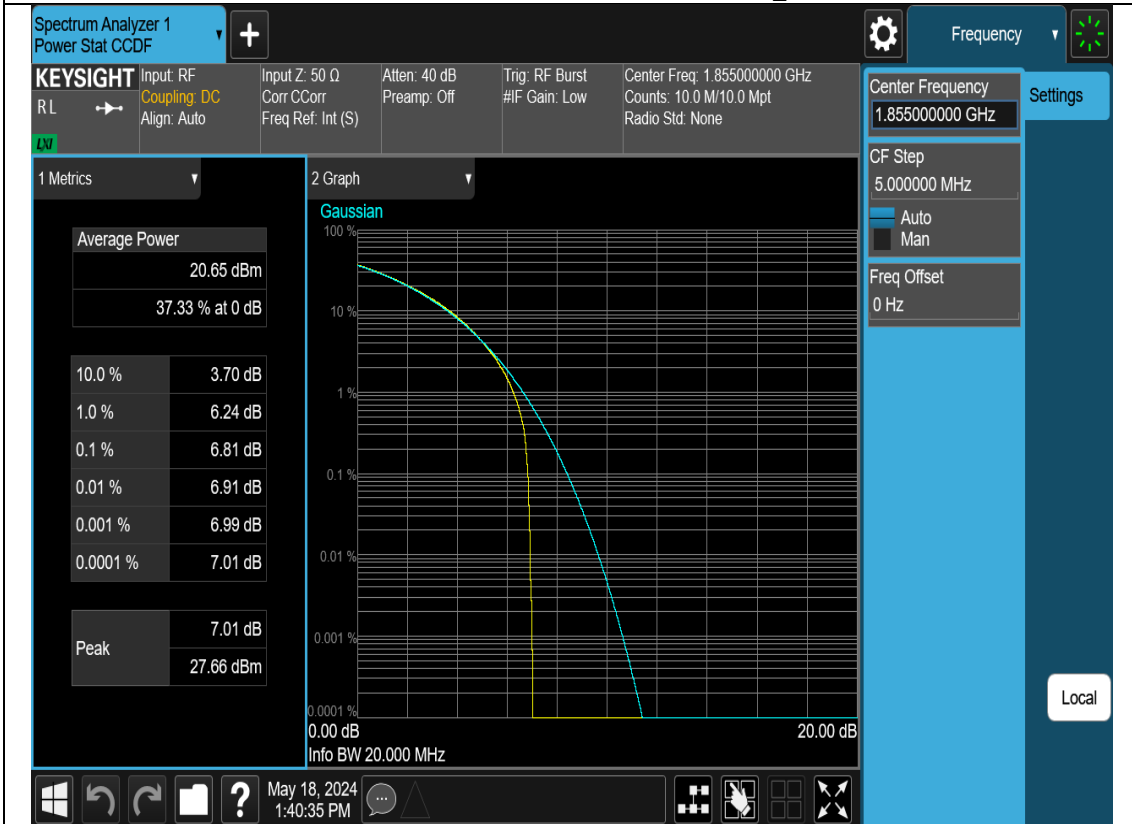 Spectrum Analyzer 1
Power Stat CCDF
Frequency
KEYSIGHT
RL
LXI
Input: RF
Coupling: DC
Align: Auto
Input Z: 50 Ω
Corr CCorr
Freq Ref: Int (S)
Atten: 40 dB
Preamp: Off
Trig: RF Burst
#IF Gain: Low
Center Freq: 1.855000000 GHz
Counts: 10.0 M/10.0 Mpt
Radio Std: None
Center Frequency
1.855000000 GHz
Settings
CF Step
5.000000 MHz
Auto
Man
Freq Offset
0 Hz
Local
1 Metrics
Average Power
20.65 dBm
37.33 % at 0 dB
10.0 % 3.70 dB
1.0 % 6.24 dB
0.1 % 6.81 dB
0.01 % 6.91 dB
0.001 % 6.99 dB
0.0001 % 7.01 dB
Peak 7.01 dB
27.66 dBm
2 Graph
Gaussian
100 %
10 %
1 %
0.1 %
0.01 %
0.001 %
0.0001 %
0.00 dB 20.00 dB
Info BW 20.000 MHz
?
May 18, 2024
1:40:35 PM